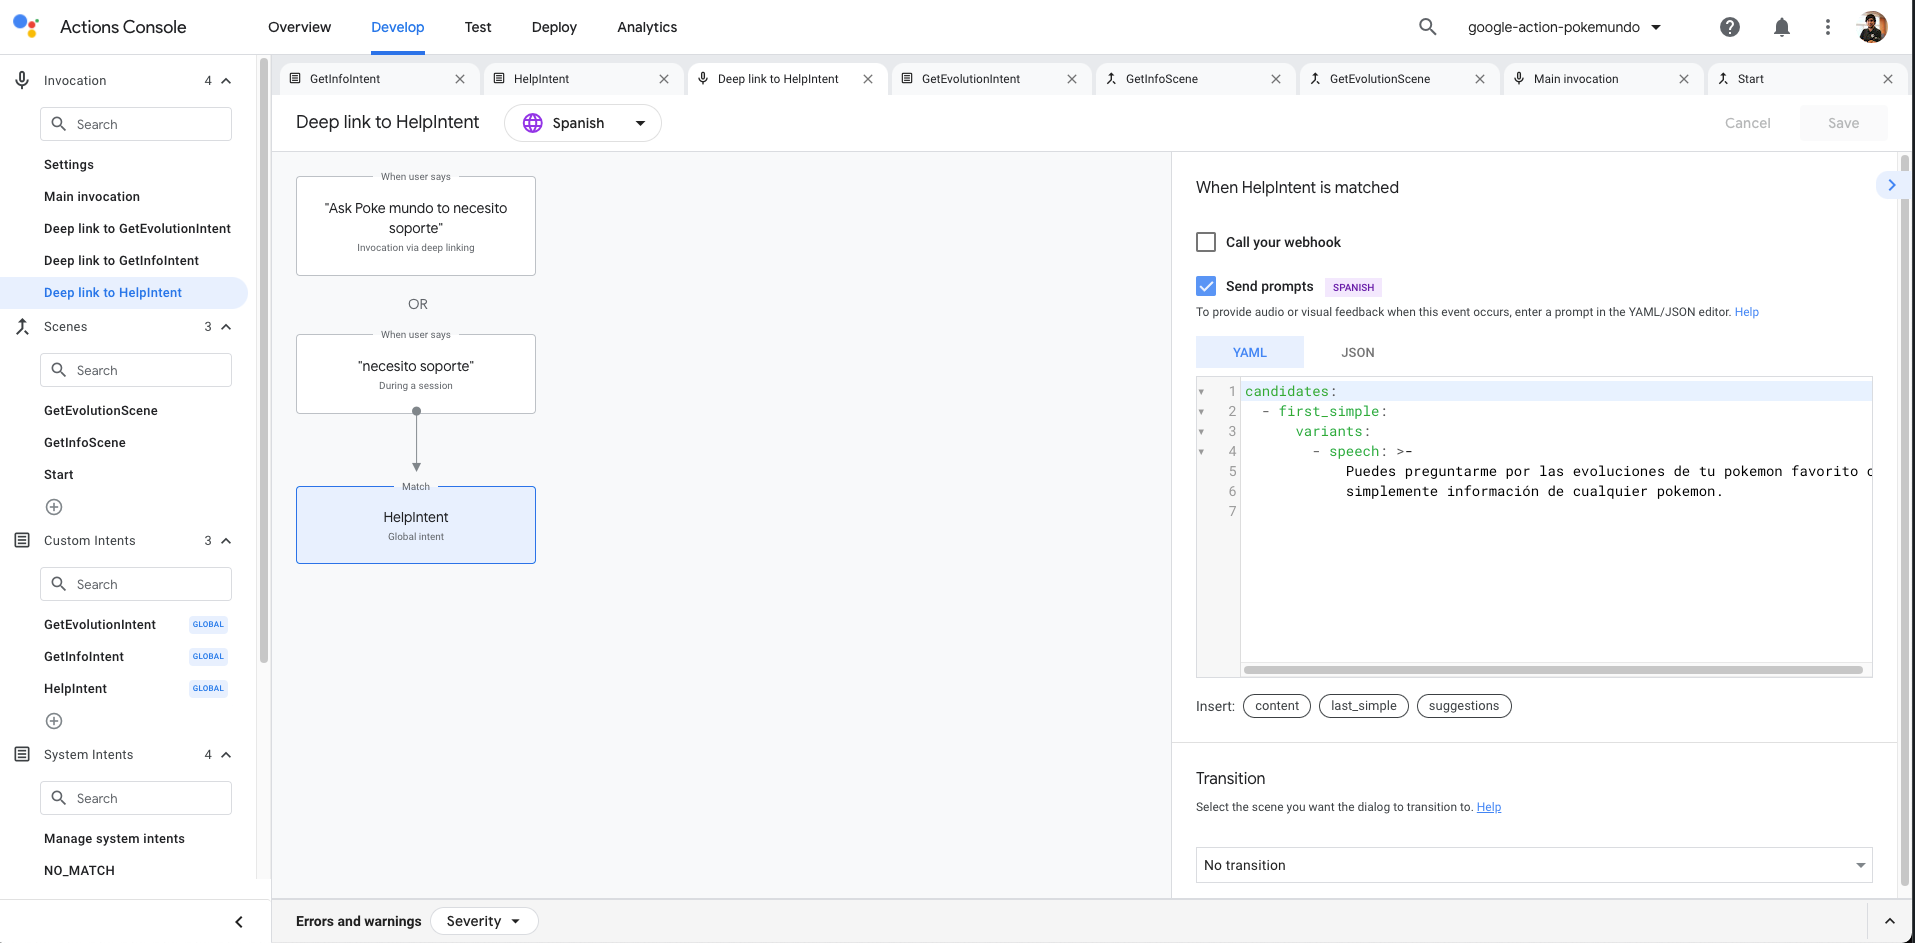 Actions Console
Overview
Develop
Test
Deploy
Analytics
google-action-pokemundo
Invocation
4
Search
Settings
Main invocation
Deep link to GetEvolutionIntent
Deep link to GetInfoIntent
Deep link to HelpIntent
Scenes
3
Search
GetEvolutionScene
GetInfoScene
Start
Custom Intents
3
Search
GetEvolutionIntent
GLOBAL
GetInfoIntent
GLOBAL
HelpIntent
GLOBAL
System Intents
4
Search
Manage system intents
NO_MATCH
GetInfoIntent
HelpIntent
Deep link to HelpIntent
GetEvolutionIntent
GetInfoScene
GetEvolutionScene
Main invocation
Start
Deep link to HelpIntent
Spanish
Cancel
Save
When user says
"Ask Poke mundo to necesito
soporte"
Invocation via deep linking
OR
When user says
"necesito soporte"
During a session
Match
HelpIntent
Global intent
When HelpIntent is matched
Call your webhook
Send prompts
SPANISH
To provide audio or visual feedback when this event occurs, enter a prompt in the YAML/JSON editor. Help
YAML
JSON
1 candidates:
2 - first_simple:
3 variants:
4 - speech: >-
5 Puedes preguntarme por las evoluciones de tu pokemon favorito
6 simplemente información de cualquier pokemon.
7
Insert:
content
last_simple
suggestions
Transition
Select the scene you want the dialog to transition to. Help
No transition
Errors and warnings
Severity